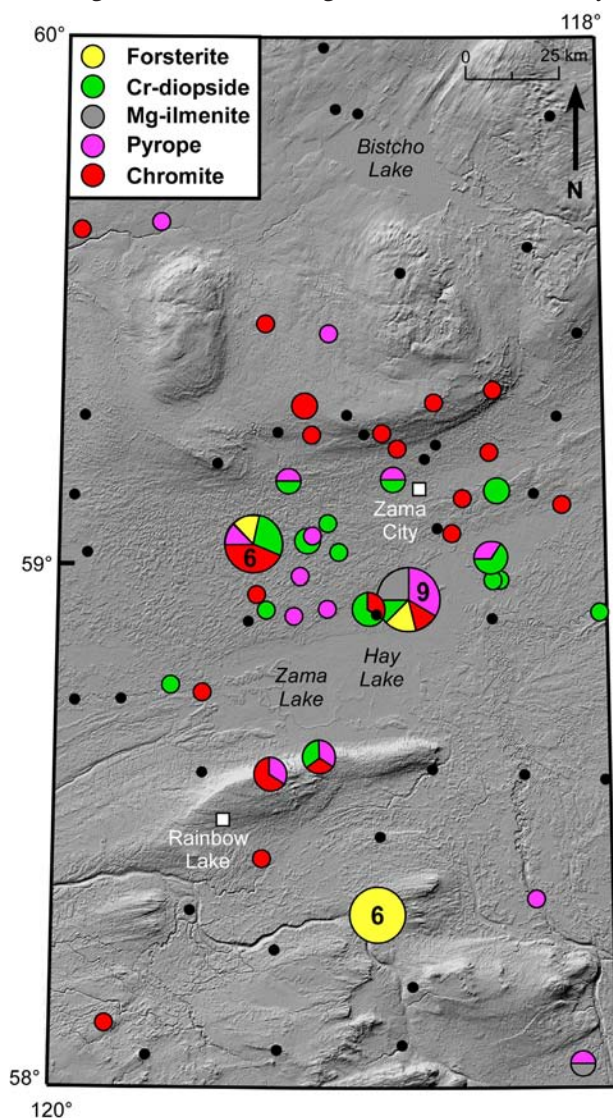 60°
118°
Forsterite
Cr-diopside
Mg-ilmenite
Pyrope
Chromite
0
25 km
N
Bistcho
Lake
Zama
City
59°
6
9
Zama
Lake
Hay
Lake
Rainbow
Lake
6
58°
120°